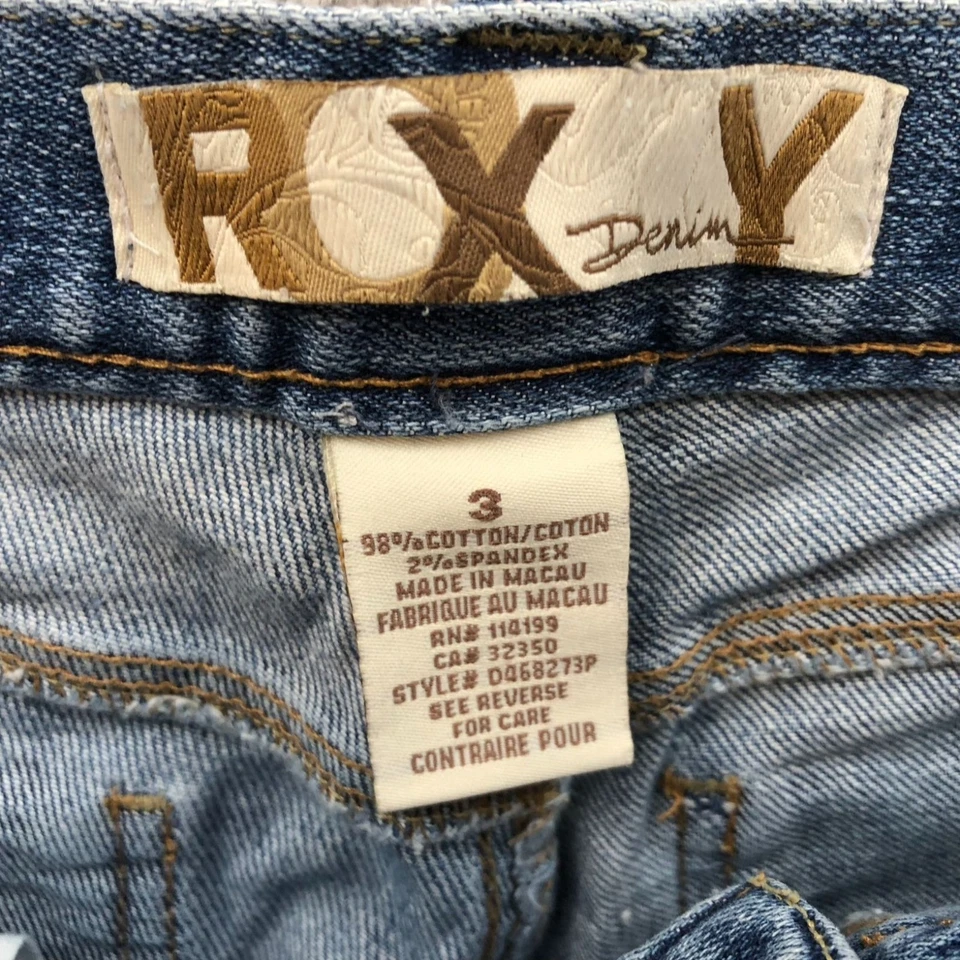 ROXY
Denim
3
98%COTTON/COTON
2%SPANDEX
MADE IN MACAU
FABRIQUE AU MACAU
RN# 114199
CA# 32350
STYLE# D468273P
SEE REVERSE
FOR CARE
CONTRAIRE POUR